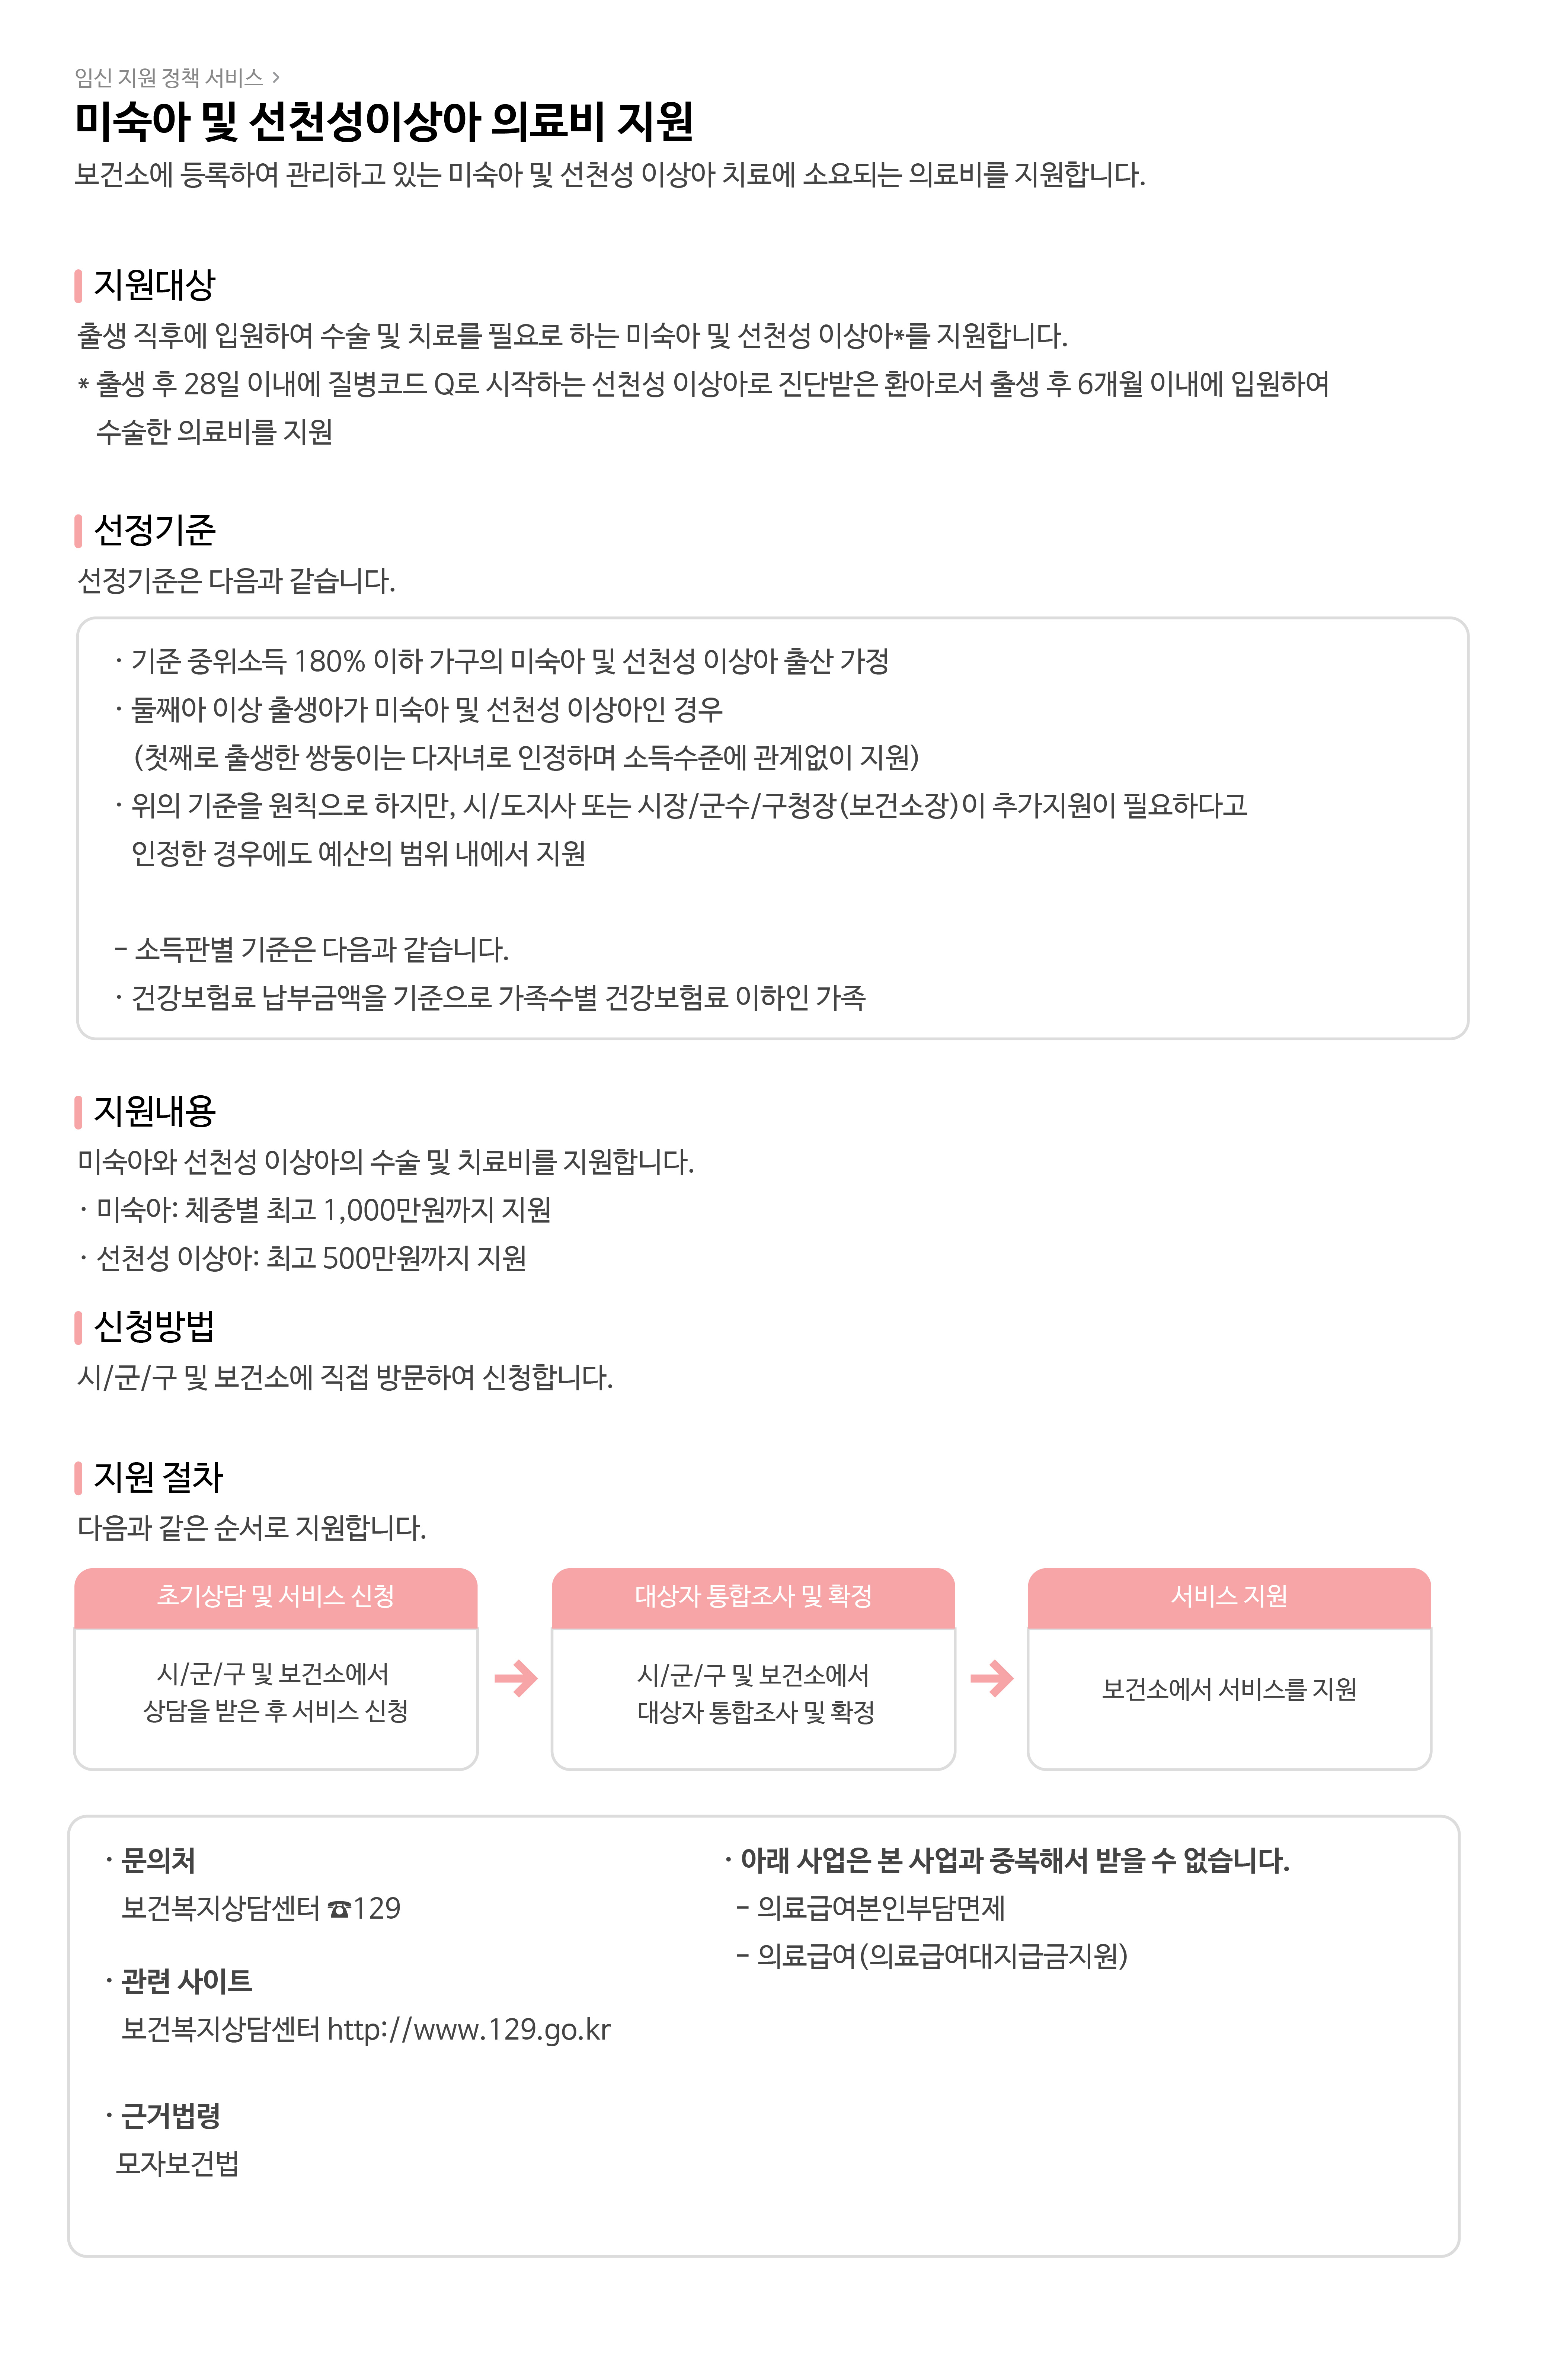 임신 지원 정책 서비스 >
미숙아 및 선천성이상아 의료비 지원
보건소에 등록하여 관리하고 있는 미숙아 및 선천성 이상아 치료에 소요되는 의료비를 지원합니다.
지원대상
출생 직후에 입원하여 수술 및 치료를 필요로 하는 미숙아 및 선천성 이상아*를 지원합니다.
* 출생 후 28일 이내에 질병코드 Q로 시작하는 선천성 이상아로 진단받은 환아로서 출생 후 6개월 이내에 입원하여
수술한 의료비를 지원
선정기준
선정기준은 다음과 같습니다.
· 기준 중위소득 180% 이하 가구의 미숙아 및 선천성 이상아 출산 가정
· 둘째아 이상 출생아가 미숙아 및 선천성 이상아인 경우
(첫째로 출생한 쌍둥이는 다자녀로 인정하며 소득수준에 관계없이 지원)
· 위의 기준을 원칙으로 하지만, 시/도지사 또는 시장/군수/구청장(보건소장)이 추가지원이 필요하다고
인정한 경우에도 예산의 범위 내에서 지원
- 소득판별 기준은 다음과 같습니다.
· 건강보험료 납부금액을 기준으로 가족수별 건강보험료 이하인 가족
지원내용
미숙아와 선천성 이상아의 수술 및 치료비를 지원합니다.
· 미숙아: 체중별 최고 1,000만원까지 지원
· 선천성 이상아: 최고 500만원까지 지원
신청방법
시/군/구 및 보건소에 직접 방문하여 신청합니다.
지원 절차
다음과 같은 순서로 지원합니다.
초기상담 및 서비스 신청
시/군/구 및 보건소에서
상담을 받은 후 서비스 신청
대상자 통합조사 및 확정
시/군/구 및 보건소에서
대상자 통합조사 및 확정
서비스 지원
보건소에서 서비스를 지원
· 문의처
보건복지상담센터 ☎129
· 관련 사이트
보건복지상담센터 http://www.129.go.kr
· 근거법령
모자보건법
· 아래 사업은 본 사업과 중복해서 받을 수 없습니다.
- 의료급여본인부담면제
- 의료급여(의료급여대지급금지원)